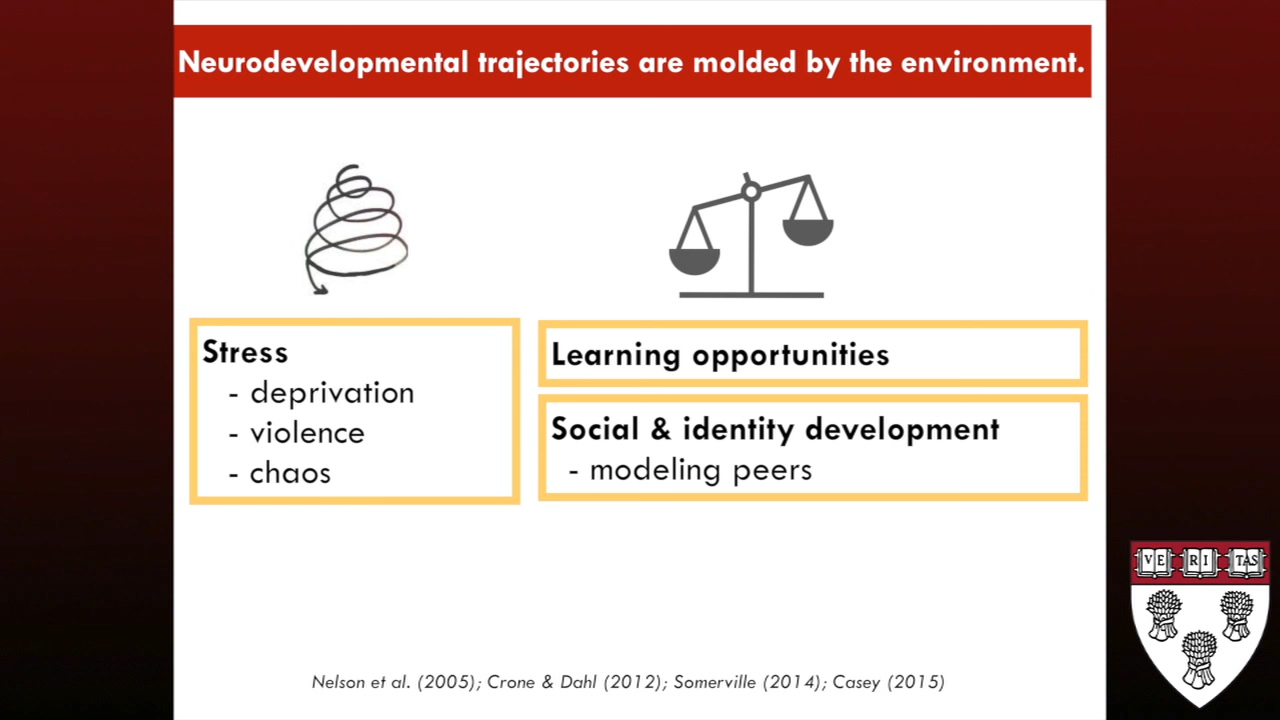 Neurodevelopmental trajectories are molded by the environment.
Stress
- deprivation
- violence
- chaos
Learning opportunities
Social & identity development
- modeling peers
Nelson et al. (2005); Crone & Dahl (2012); Somerville (2014); Casey (2015)
VE RI TAS